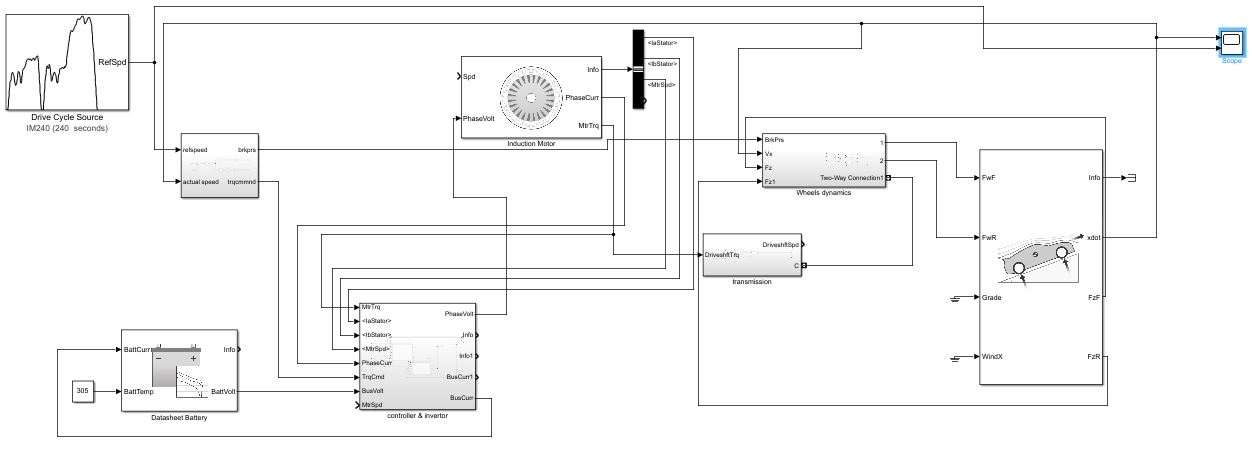 RefSpd
Drive Cycle Source
IM240 (240 seconds)
refspeed
brkprs
actual speed
trqcmmnd
Spd
Info
PhaseCurr
PhaseVolt
MtrTrq
Induction Motor
<IaStator>
<IbStator>
<MtrSpd>
Scope
BrkPrs
1
Vx
2
Fz
Two-Way Connection1
Fz1
Wheels dynamics
DriveshftSpd
DriveshftTrq
C
transmission
FwF
Info
FwR
xdot
Grade
FzF
WindX
FzR
MtrTrq
PhaseVolt
<IaStator>
<IbStator>
Info
<MtrSpd>
Info1
PhaseCurr
TrqCmd
BusCurr1
BusVolt
BusCurr
MtrSpd
controller & invertor
BattCurr
Info
305
BattTemp
BattVolt
Datasheet Battery